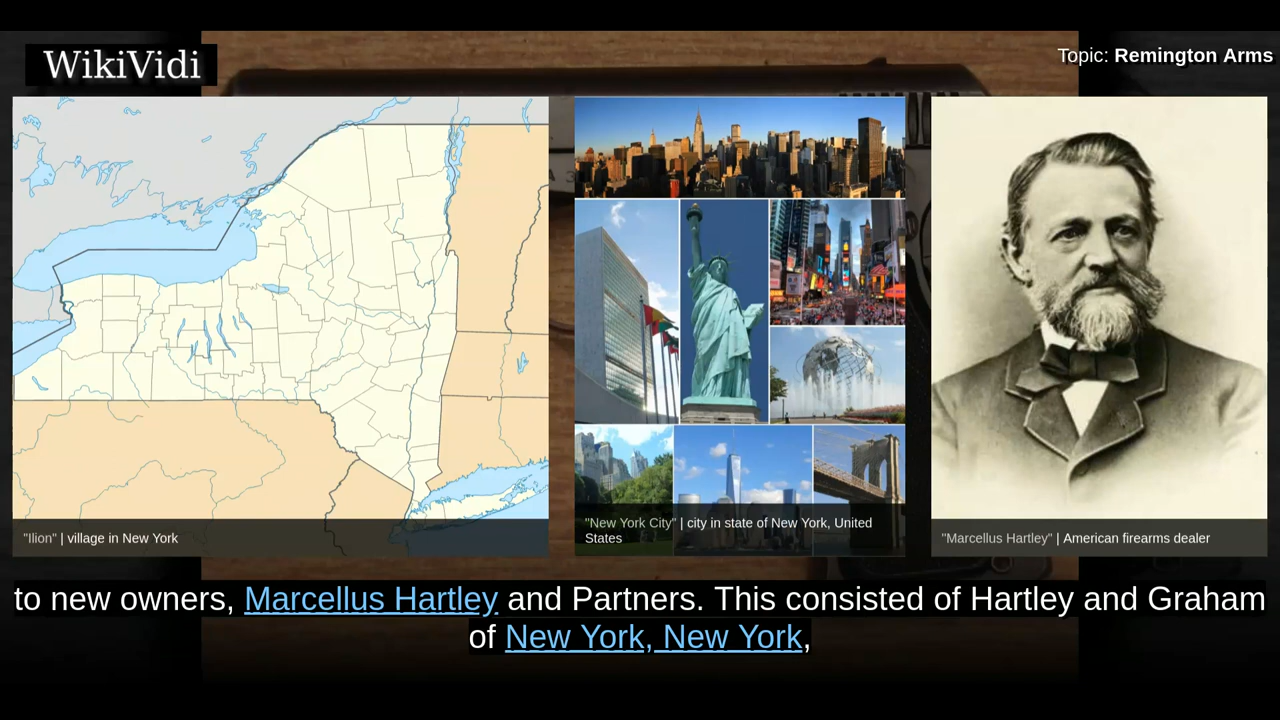 WikiVidi
Topic: Remington Arms
"Ilion" | village in New York
"New York City" | city in state of New York, United
States
"Marcellus Hartley" | American firearms dealer
to new owners, Marcellus Hartley and Partners. This consisted of Hartley and Graham
of New York, New York,